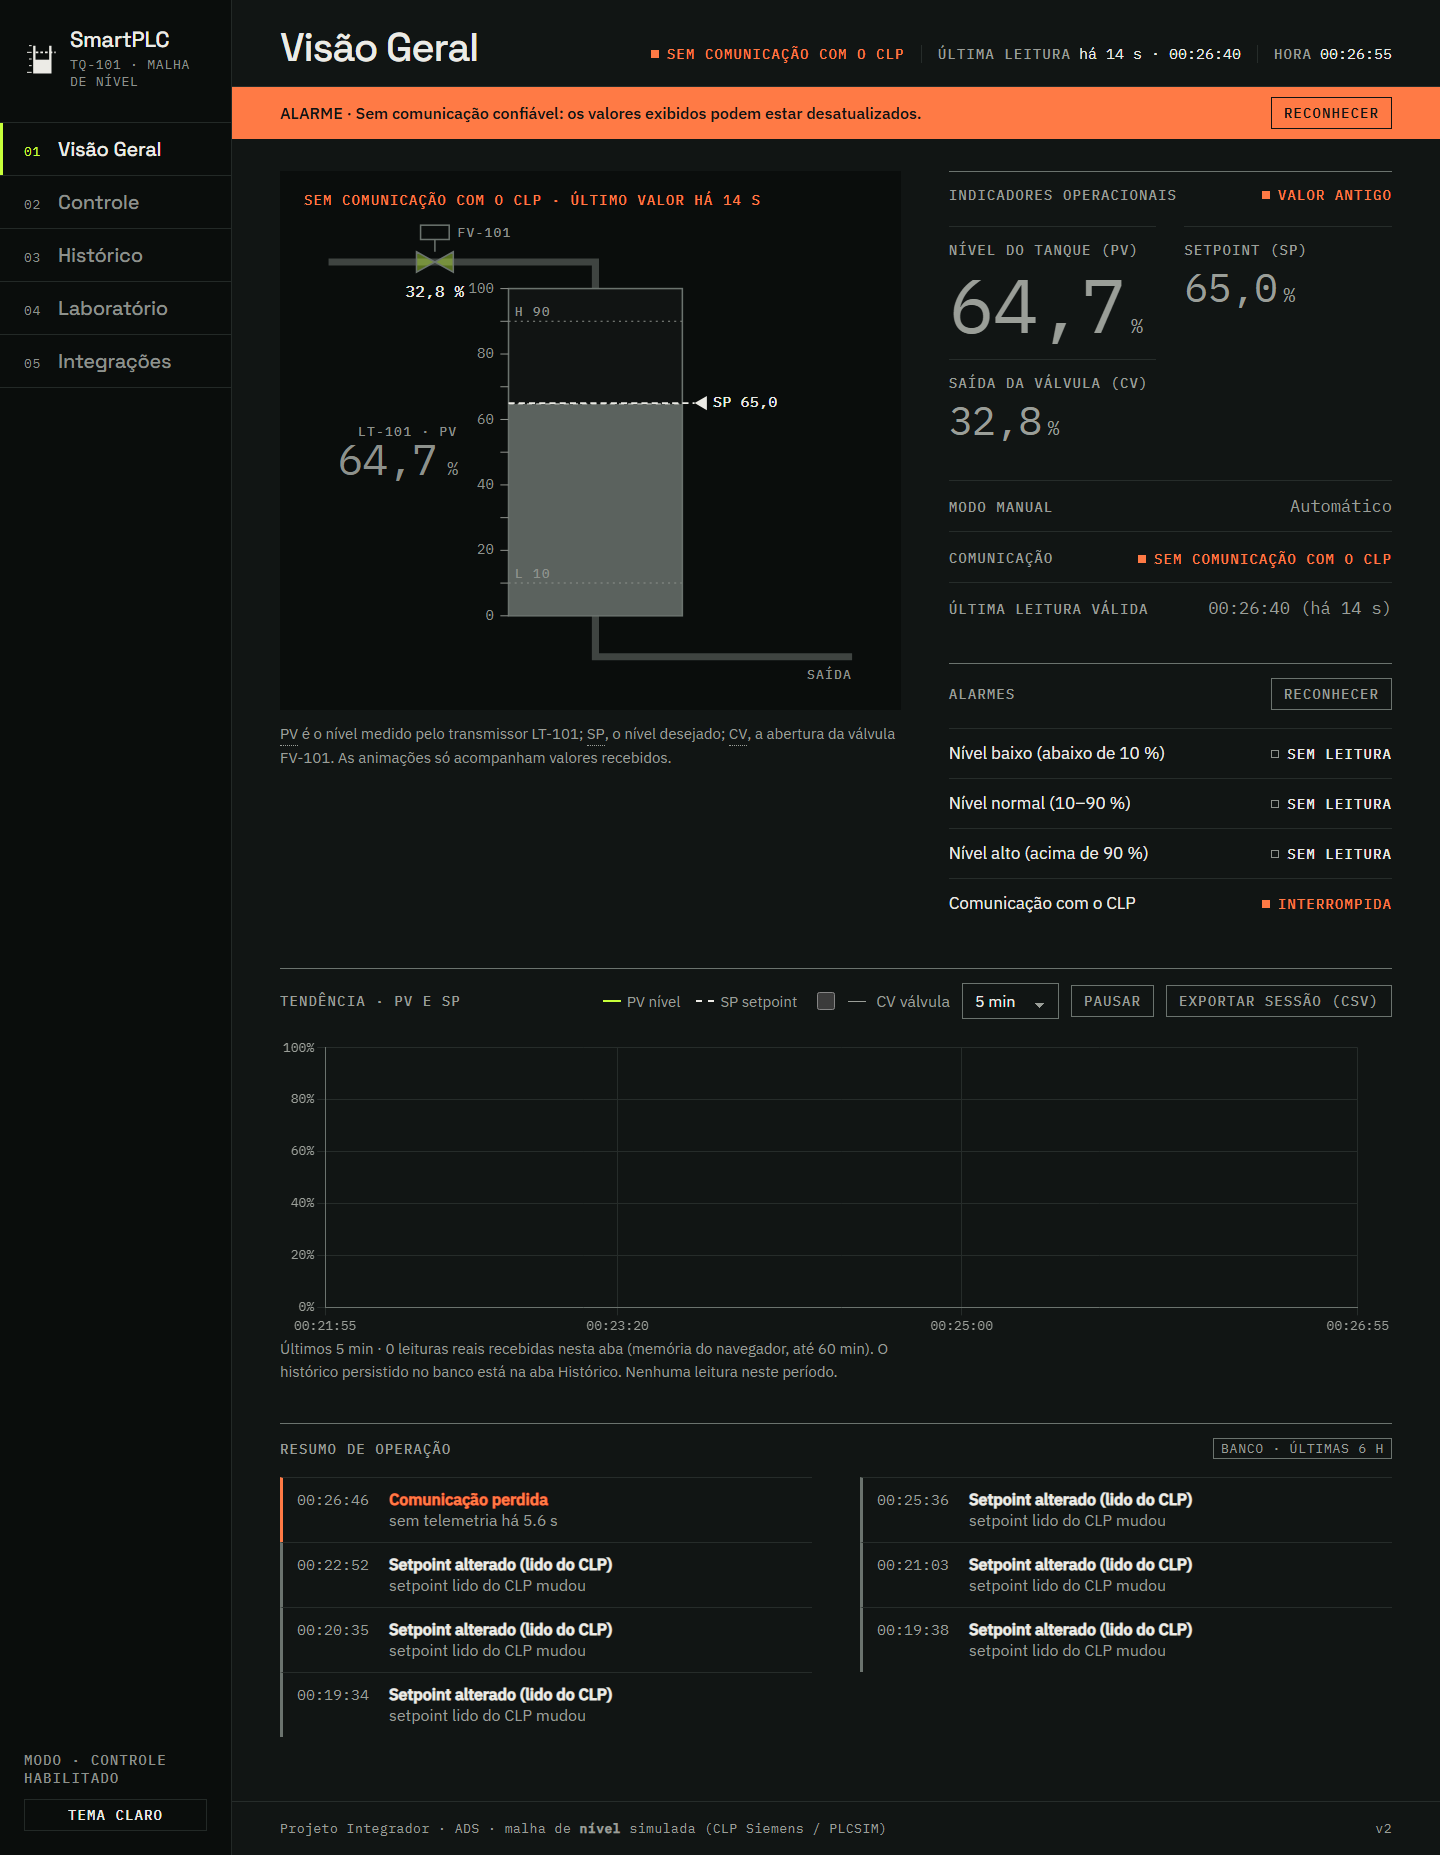 SmartPLC
TQ-101 · MALHA
DE NÍVEL
01 Visão Geral
02 Controle
03 Histórico
04 Laboratório
05 Integrações
MODO · CONTROLE
HABILITADO
TEMA CLARO
Visão Geral
SEM COMUNICAÇÃO COM O CLP
ÚLTIMA LEITURA há 14 s · 00:26:40
HORA 00:26:55
ALARME · Sem comunicação confiável: os valores exibidos podem estar desatualizados.
RECONHECER
SEM COMUNICAÇÃO COM O CLP · ÚLTIMO VALOR HÁ 14 S
FV-101
32,8 %
100
H 90
80
SP 65,0
60
LT-101 · PV
64,7 %
40
20
L 10
0
SAÍDA
PV é o nível medido pelo transmissor LT-101; SP, o nível desejado; CV, a abertura da válvula
FV-101. As animações só acompanham valores recebidos.
INDICADORES OPERACIONAIS
VALOR ANTIGO
NÍVEL DO TANQUE (PV)
64,7 %
SETPOINT (SP)
65,0 %
SAÍDA DA VÁLVULA (CV)
32,8 %
MODO MANUAL
Automático
COMUNICAÇÃO
SEM COMUNICAÇÃO COM O CLP
ÚLTIMA LEITURA VÁLIDA
00:26:40 (há 14 s)
ALARMES
RECONHECER
Nível baixo (abaixo de 10 %)
SEM LEITURA
Nível normal (10–90 %)
SEM LEITURA
Nível alto (acima de 90 %)
SEM LEITURA
Comunicação com o CLP
INTERROMPIDA
TENDÊNCIA · PV E SP
PV nível
SP setpoint
CV válvula
5 min
PAUSAR
EXPORTAR SESSÃO (CSV)
100%
80%
60%
40%
20%
0%
00:21:55
00:23:20
00:25:00
00:26:55
Últimos 5 min · 0 leituras reais recebidas nesta aba (memória do navegador, até 60 min). O
histórico persistido no banco está na aba Histórico. Nenhuma leitura neste período.
RESUMO DE OPERAÇÃO
BANCO · ÚLTIMAS 6 H
00:26:46 Comunicação perdida
sem telemetria há 5.6 s
00:25:36 Setpoint alterado (lido do CLP)
setpoint lido do CLP mudou
00:22:52 Setpoint alterado (lido do CLP)
setpoint lido do CLP mudou
00:21:03 Setpoint alterado (lido do CLP)
setpoint lido do CLP mudou
00:20:35 Setpoint alterado (lido do CLP)
setpoint lido do CLP mudou
00:19:38 Setpoint alterado (lido do CLP)
setpoint lido do CLP mudou
00:19:34 Setpoint alterado (lido do CLP)
setpoint lido do CLP mudou
Projeto Integrador · ADS · malha de nível simulada (CLP Siemens / PLCSIM)
v2